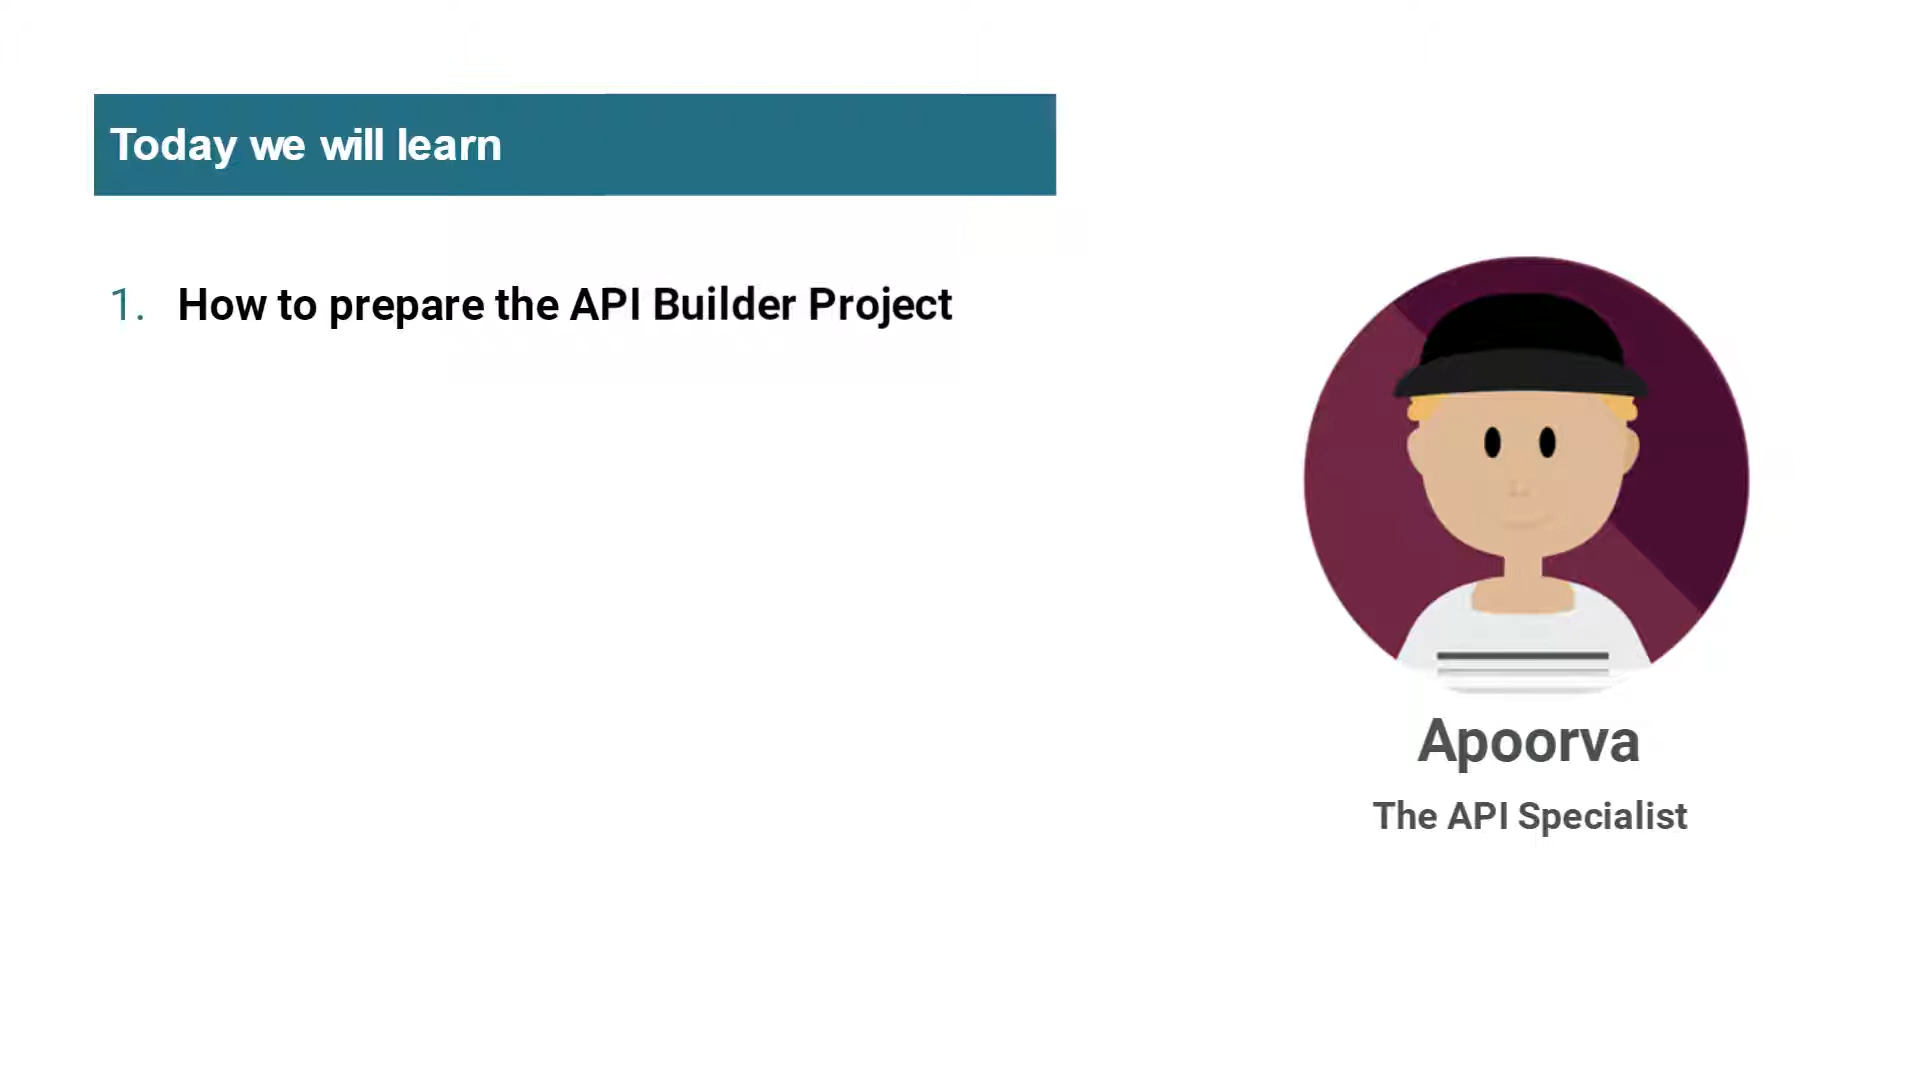 Today we will learn
1. How to prepare the API Builder Project
Apoorva
The API Specialist